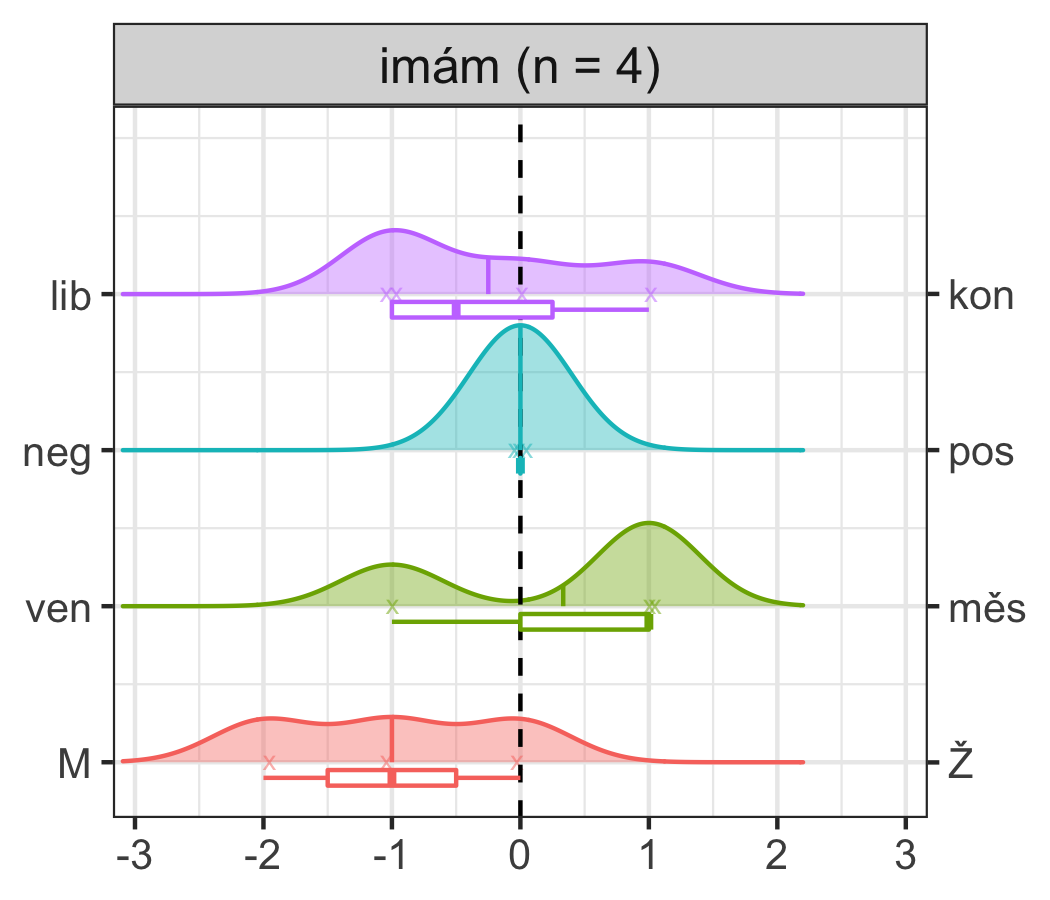 imám (n = 4)
lib kon
neg pos
ven měs
M Ž
-3 -2 -1 0 1 2 3